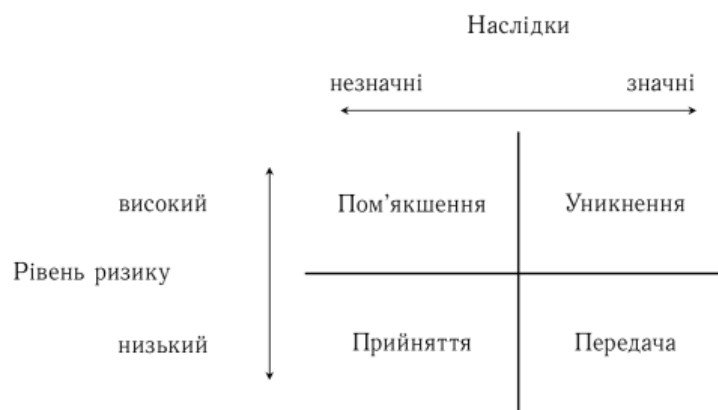 Наслідки
незначні значні
високий Пом’якшення Уникнення
Рівень ризику
низький Прийняття Передача